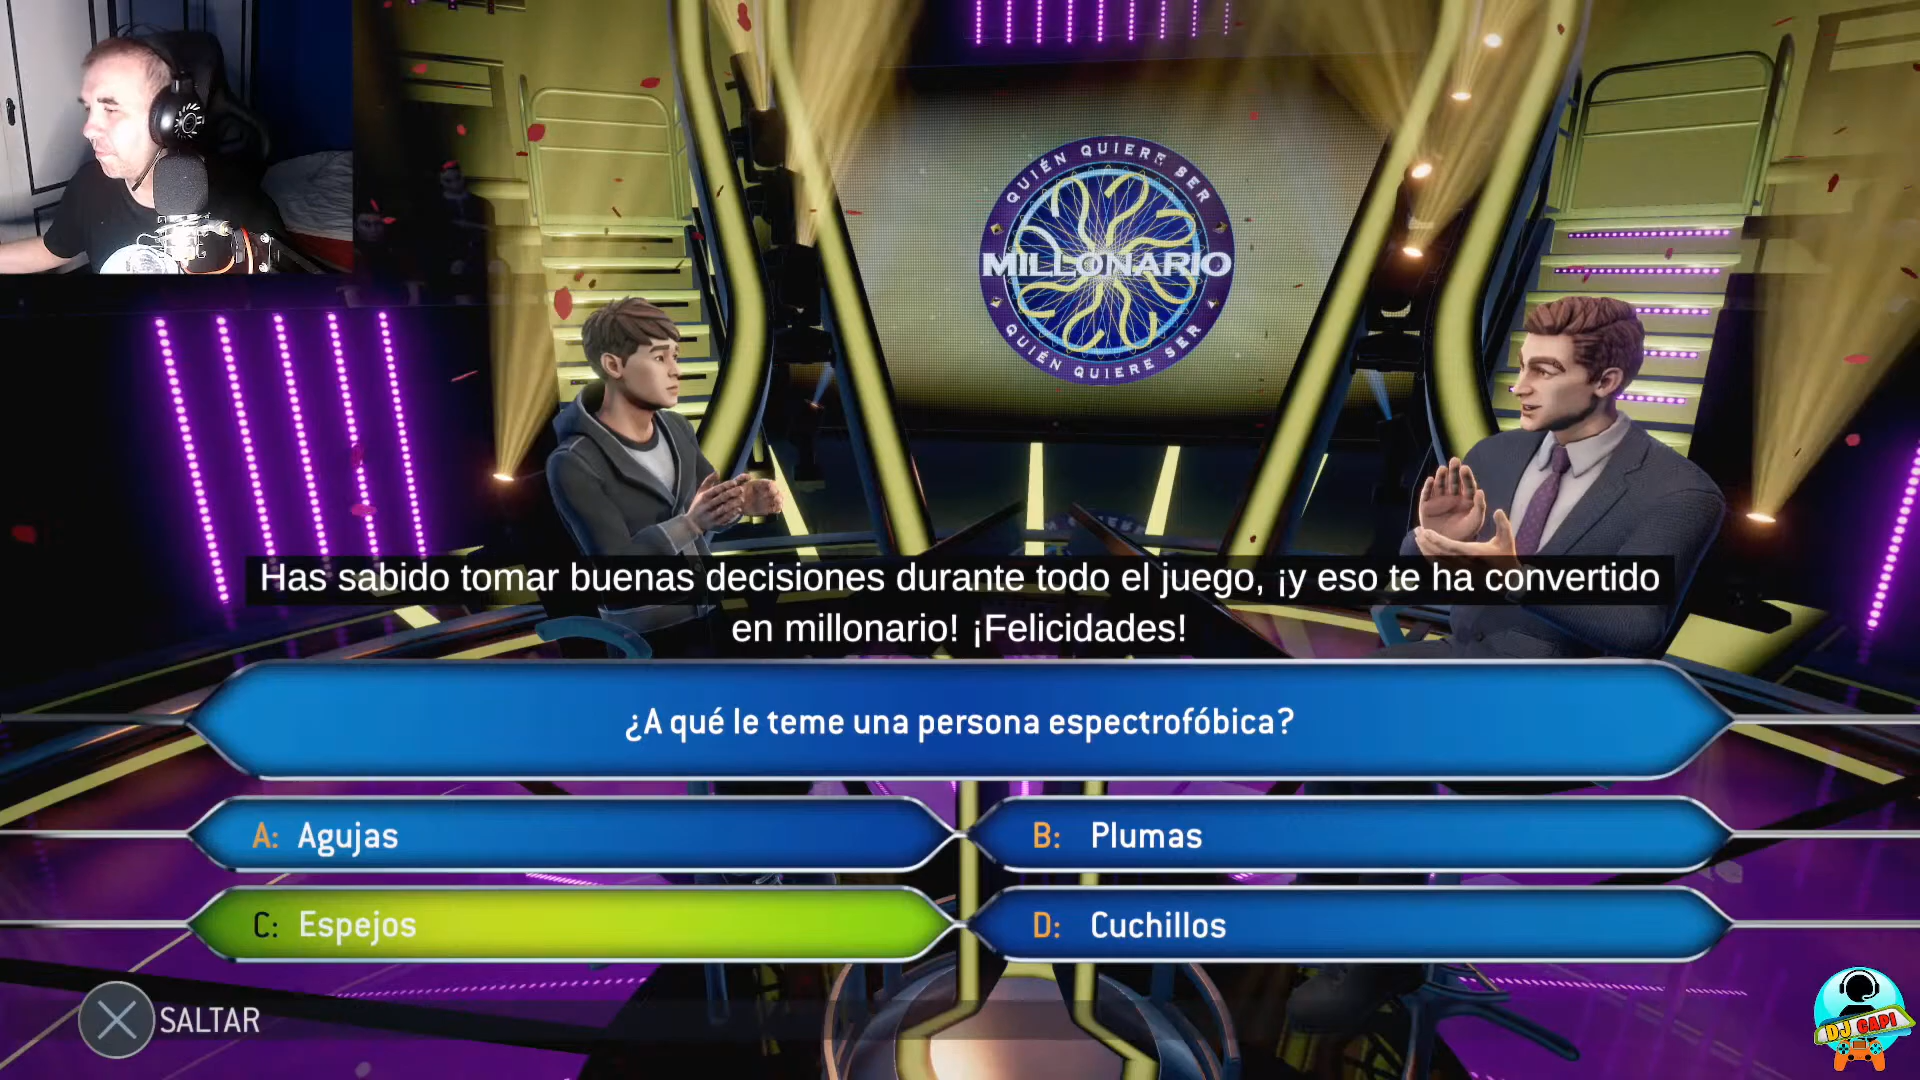 QUIÉN QUIERE SER
MILLONARIO
QUIÉN QUIERE SER
Has sabido tomar buenas decisiones durante todo el juego, ¡y eso te ha convertido
en millonario! ¡Felicidades!
¿A qué le teme una persona espectrofóbica?
A: Agujas
B: Plumas
C: Espejos
D: Cuchillos
SALTAR
DJ CAPI